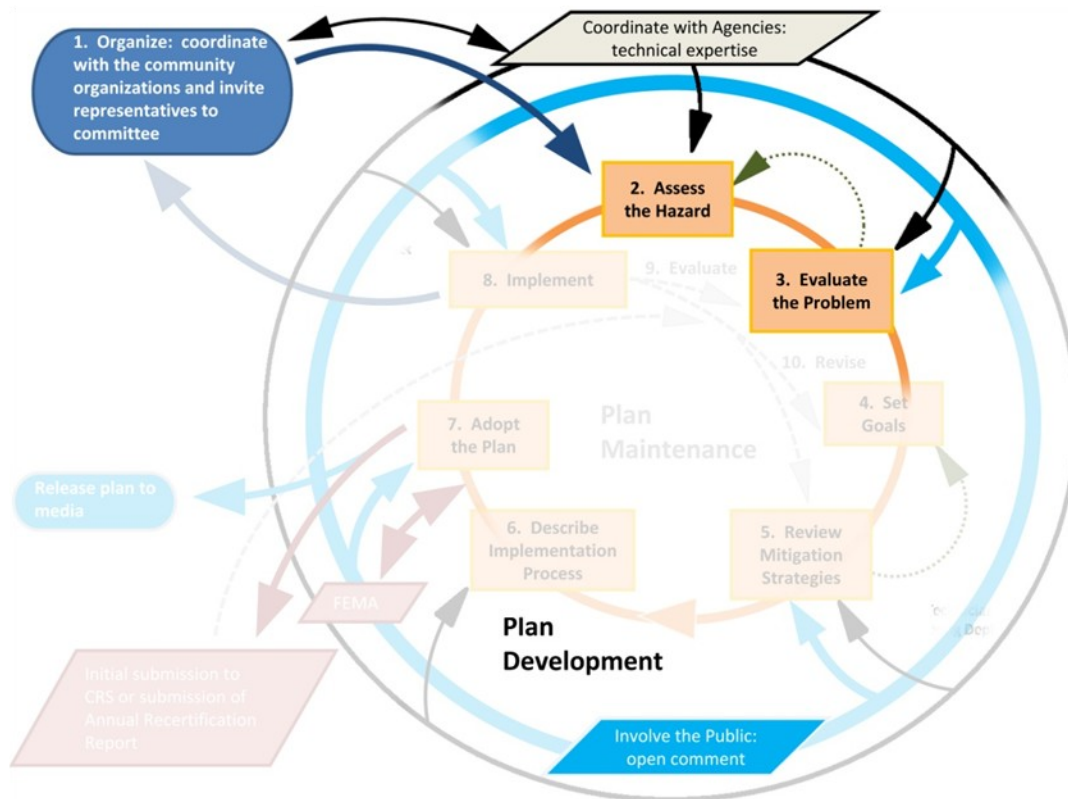 Coordinate with Agencies:
technical expertise
1. Organize: coordinate
with the community
organizations and invite
representatives to
committee
2. Assess
the Hazard
3. Evaluate
the Problem
8. Implement
9. Evaluate
10. Revise
4. Set
Goals
7. Adopt
the Plan
Plan
Maintenance
Release plan to
media
6. Describe
Implementation
Process
5. Review
Mitigation
Strategies
FEMA
Plan
Development
Initial submission to
CRS or submission of
Annual Recertification
Report
Involve the Public:
open comment